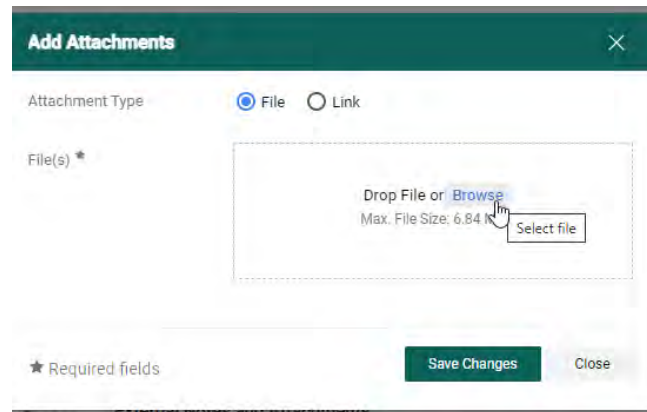 Add Attachments
Attachment Type File Link
File(s) *
Drop File or Browse
Max. File Size: 6.84
Select file
★ Required fields Save Changes Close